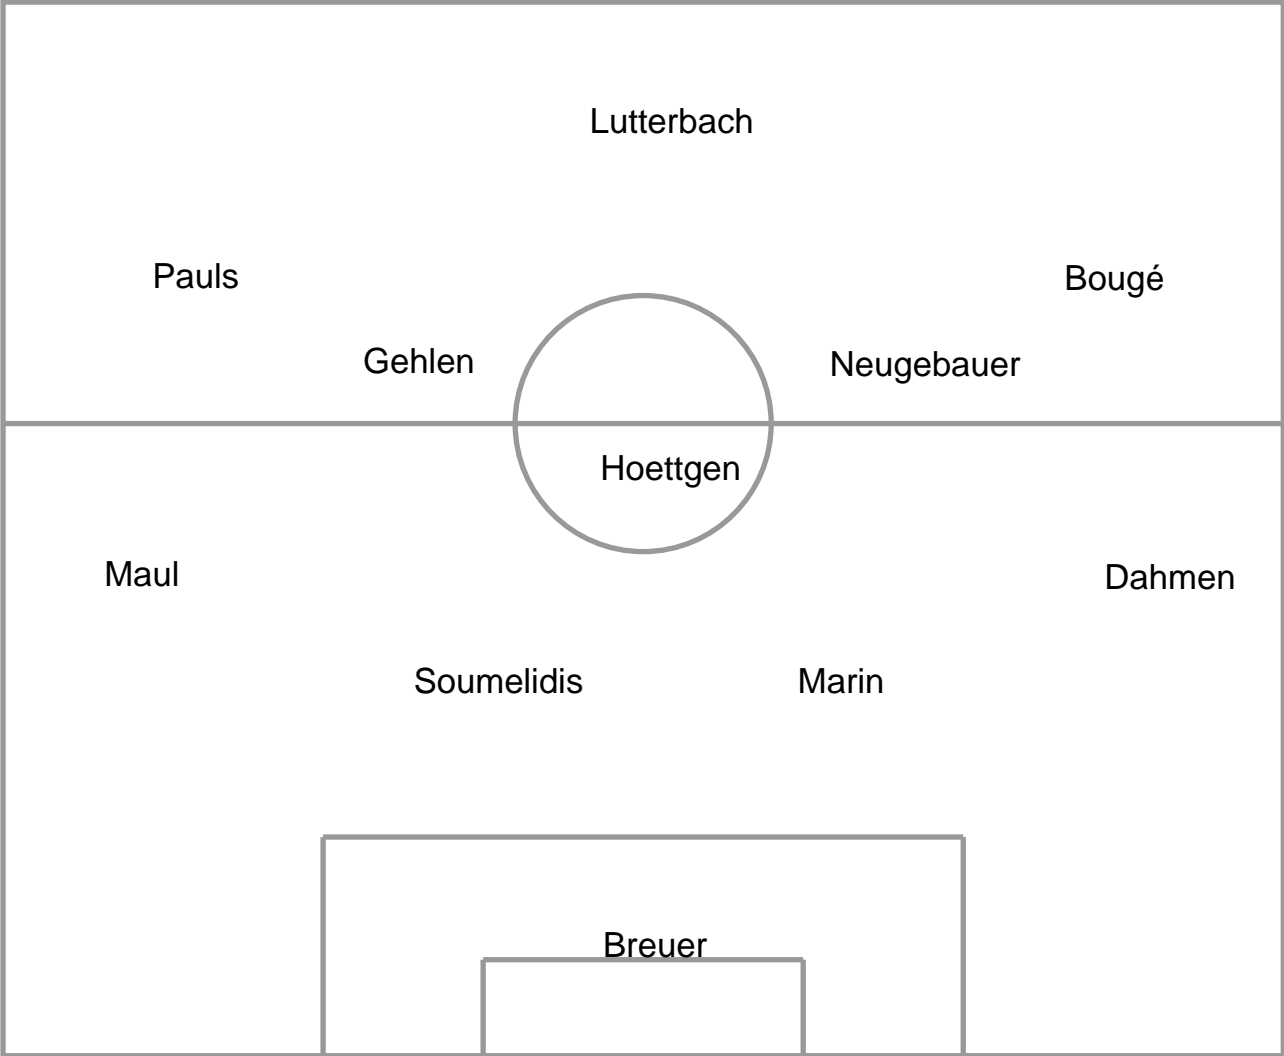 Lutterbach
Pauls
Bougé
Gehlen
Neugebauer
Hoettgen
Maul
Dahmen
Soumelidis
Marin
Breuer